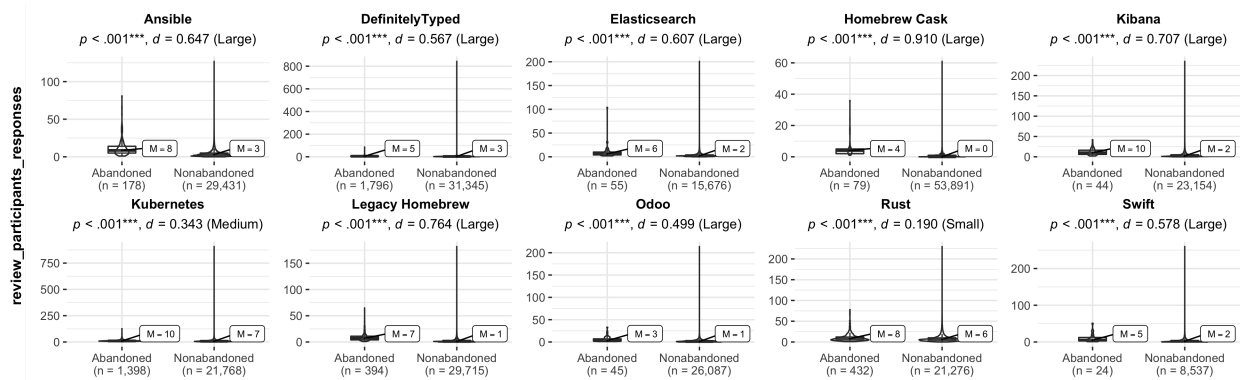 review_participants_responses
Ansible
p < .001***, d = 0.647 (Large)
100
50
0
M = 8
M = 3
Abandoned
(n = 178)
Nonabandoned
(n = 29,431)
DefinitelyTyped
p < .001***, d = 0.567 (Large)
800
600
400
200
0
M = 5
M = 3
Abandoned
(n = 1,796)
Nonabandoned
(n = 31,345)
Elasticsearch
p < .001***, d = 0.607 (Large)
200
150
100
50
0
M = 6
M = 2
Abandoned
(n = 55)
Nonabandoned
(n = 15,676)
Homebrew Cask
p < .001***, d = 0.910 (Large)
60
40
20
0
M = 4
M = 0
Abandoned
(n = 79)
Nonabandoned
(n = 53,891)
Kibana
p < .001***, d = 0.707 (Large)
200
150
100
50
0
M = 10
M = 2
Abandoned
(n = 44)
Nonabandoned
(n = 23,154)
Kubernetes
p < .001***, d = 0.343 (Medium)
750
500
250
0
M = 10
M = 7
Abandoned
(n = 1,398)
Nonabandoned
(n = 21,768)
Legacy Homebrew
p < .001***, d = 0.764 (Large)
150
100
50
0
M = 7
M = 1
Abandoned
(n = 394)
Nonabandoned
(n = 29,715)
Odoo
p < .001***, d = 0.499 (Large)
200
150
100
50
0
M = 3
M = 1
Abandoned
(n = 45)
Nonabandoned
(n = 26,087)
Rust
p < .001***, d = 0.190 (Small)
200
150
100
50
0
M = 8
M = 6
Abandoned
(n = 432)
Nonabandoned
(n = 21,276)
Swift
p < .001***, d = 0.578 (Large)
200
100
0
M = 5
M = 2
Abandoned
(n = 24)
Nonabandoned
(n = 8,537)